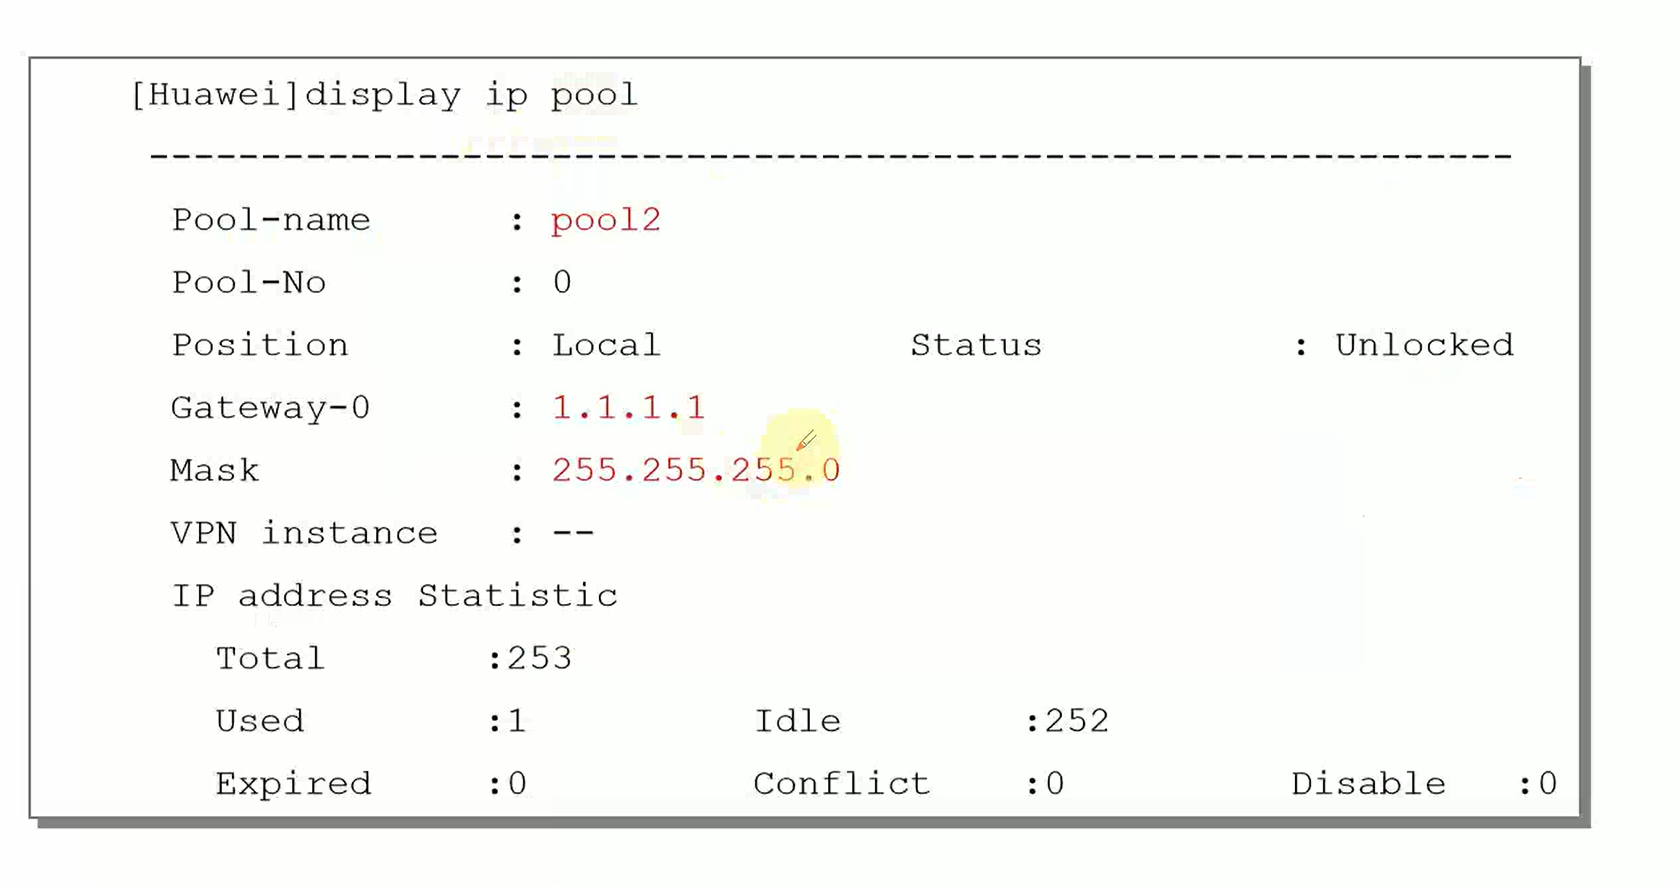 [Huawei]display ip pool
-------------------------------------------------------------
Pool-name : pool2
Pool-No : 0
Position : Local Status : Unlocked
Gateway-0 : 1.1.1.1
Mask : 255.255.255.0
VPN instance : --
IP address Statistic
Total :253
Used :1 Idle :252
Expired :0 Conflict :0 Disable :0